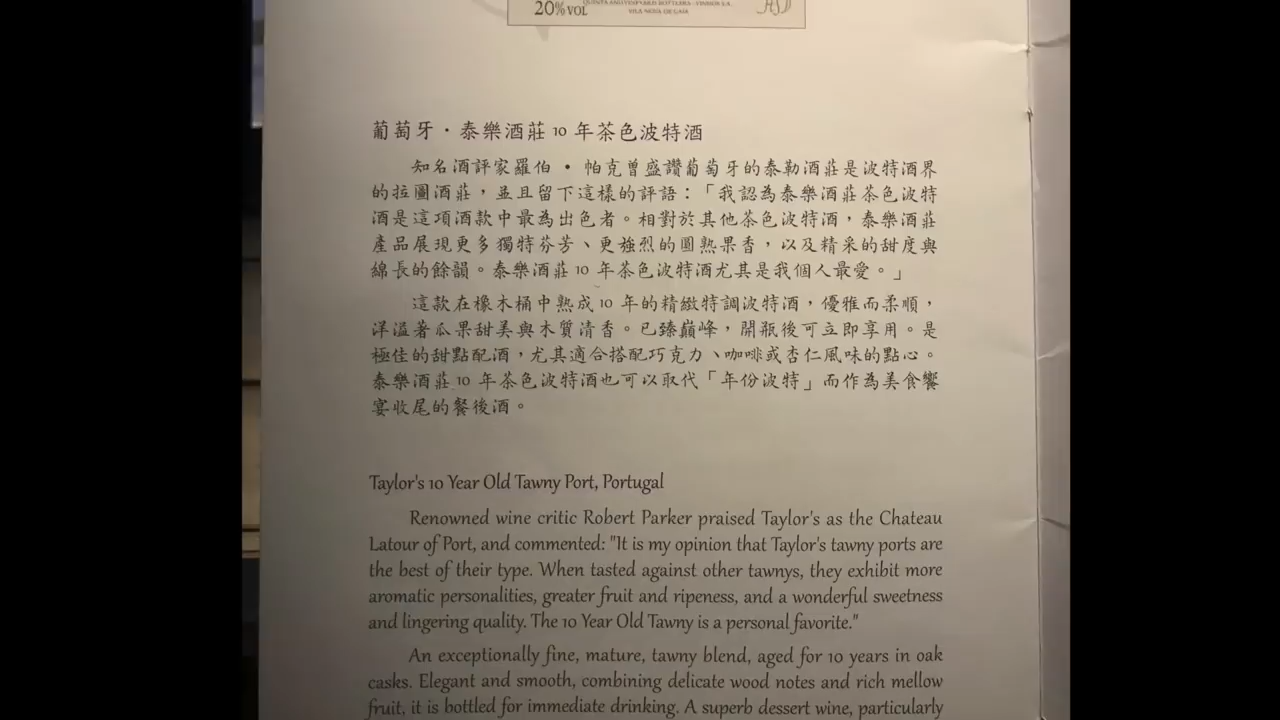 20% VOL
VILA NOVA DE GAIA
葡萄牙・泰樂酒莊 10 年茶色波特酒
知名酒評家羅伯・帕克曾盛讚葡萄牙的泰勒酒莊是波特酒界
的拉圖酒莊，並且留下這樣的評語：「我認為泰樂酒莊茶色波特
酒是這項酒款中最為出色者。相對於其他茶色波特酒，泰樂酒莊
產品展現更多獨特芬芳、更強烈的圓熟果香，以及精采的甜度與
綿長的餘韻。泰樂酒莊 10 年茶色波特酒尤其是我個人最愛。」
這款在橡木桶中熟成 10 年的精緻特調波特酒，優雅而柔順，
洋溢著瓜果甜美與木質清香。已臻巔峰，開瓶後可立即享用。是
極佳的甜點配酒，尤其適合搭配巧克力、咖啡或杏仁風味的點心。
泰樂酒莊 10 年茶色波特酒也可以取代「年份波特」而作為美食饗
宴收尾的餐後酒。
Taylor's 10 Year Old Tawny Port, Portugal
Renowned wine critic Robert Parker praised Taylor's as the Chateau
Latour of Port, and commented: "It is my opinion that Taylor's tawny ports are
the best of their type. When tasted against other tawnys, they exhibit more
aromatic personalities, greater fruit and ripeness, and a wonderful sweetness
and lingering quality. The 10 Year Old Tawny is a personal favorite."
An exceptionally fine, mature, tawny blend, aged for 10 years in oak
casks. Elegant and smooth, combining delicate wood notes and rich mellow
fruit, it is bottled for immediate drinking. A superb dessert wine, particularly